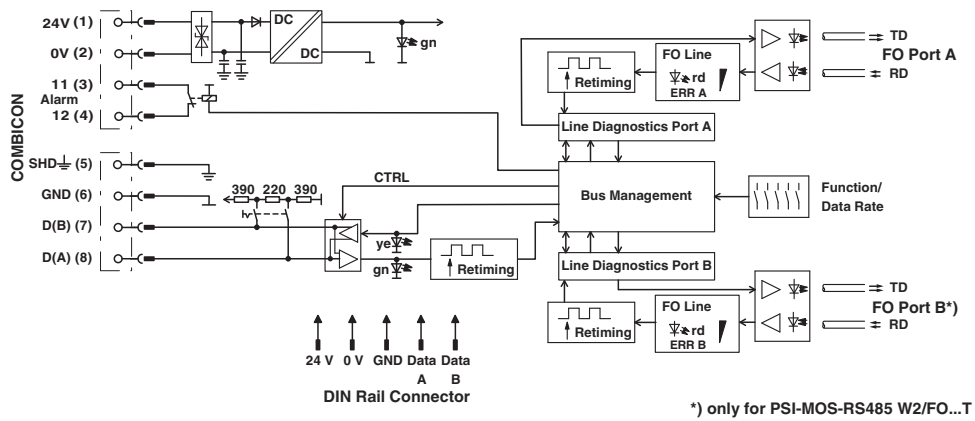 COMBICON
24V (1)
0V (2)
11 (3)
Alarm
12 (4)
SHD (5)
GND (6)
D(B) (7)
D(A) (8)
DC
DC
gn
390 220 390
CTRL
ye
gn
Retiming
Retiming
FO Line
rd
ERR A
TD
FO Port A
RD
Line Diagnostics Port A
Bus Management
Function/
Data Rate
Line Diagnostics Port B
Retiming
FO Line
rd
ERR B
TD
FO Port B*)
RD
24 V 0 V GND Data Data
A B
DIN Rail Connector
*) only for PSI-MOS-RS485 W2/FO...T